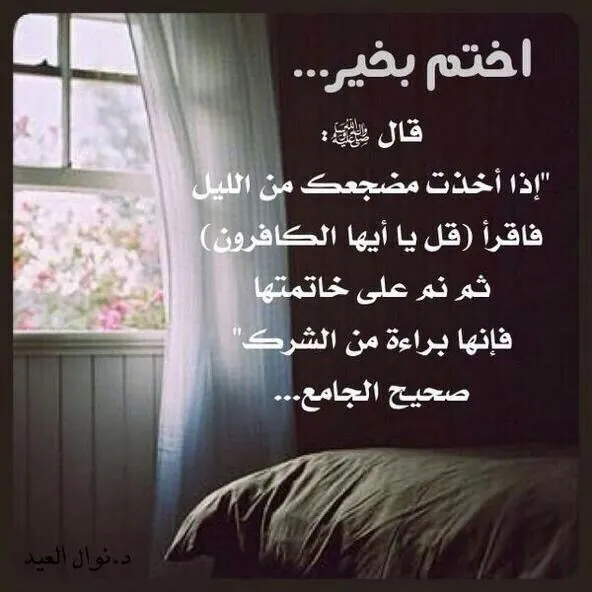 اختم بخير...
قال ﷺ:
"إذا أخذت مضجعك من الليل
فاقرأ (قل يا أيها الكافرون)
ثم نم على خاتمتها
فإنها براءة من الشرك"
صحيح الجامع...
د.نوال العيد